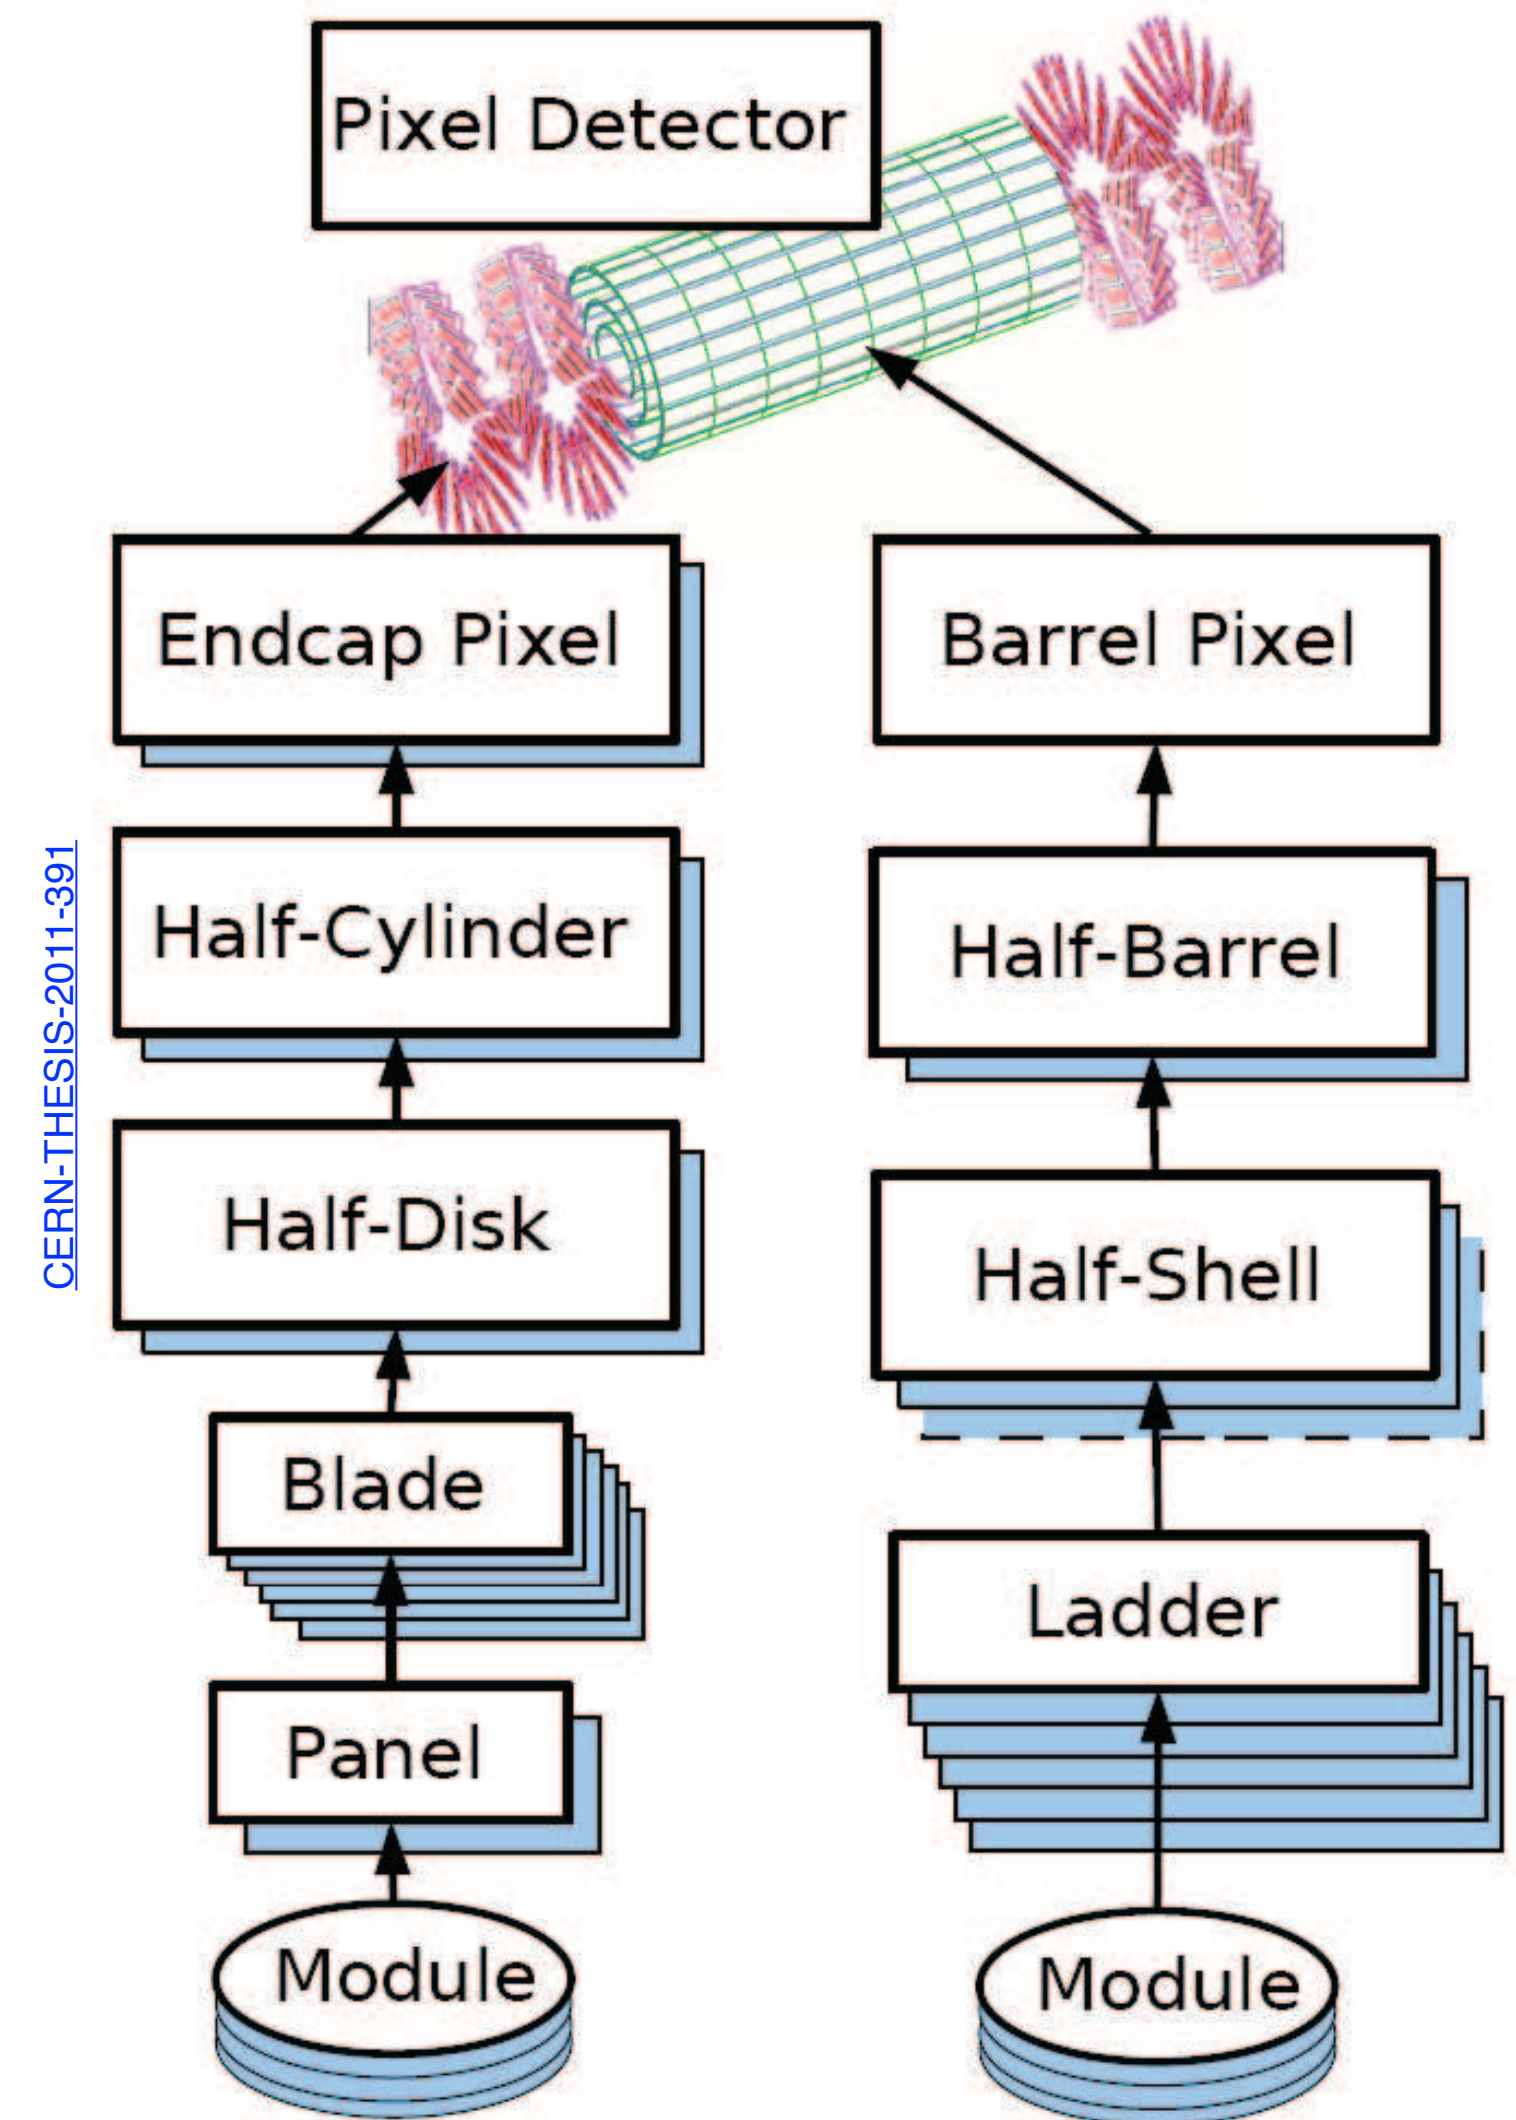 Pixel Detector
Endcap Pixel
Barrel Pixel
Half-Cylinder
Half-Barrel
CERN-THESIS-2011-391
Half-Disk
Half-Shell
Blade
Ladder
Panel
Module
Module